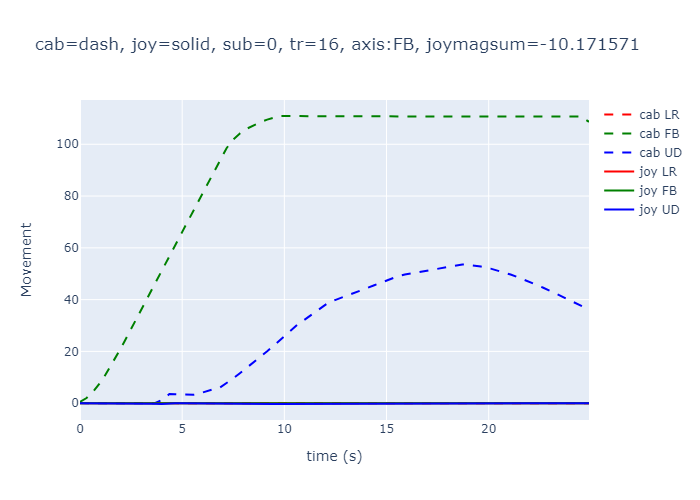 cab=dash, joy=solid, sub=0, tr=16, axis:FB, joymagsum=-10.171571
cab LR
cab FB
cab UD
joy LR
joy FB
joy UD
Movement
100
80
60
40
20
0
0 5 10 15 20
time (s)